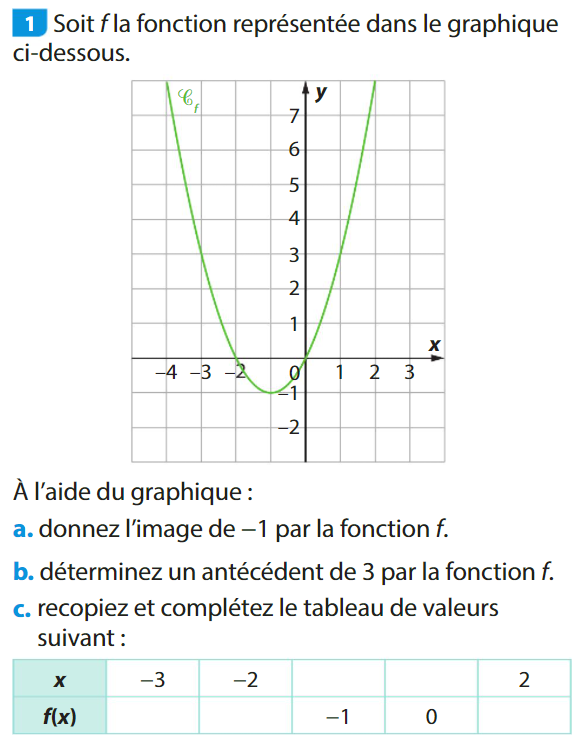 1 Soit f la fonction représentée dans le graphique
ci-dessous.
𝒞f
y
7
6
5
4
3
2
1
x
−4 −3 −2 0 1 2 3
−1
−2
À l’aide du graphique :
a. donnez l’image de −1 par la fonction f.
b. déterminez un antécédent de 3 par la fonction f.
c. recopiez et complétez le tableau de valeurs
suivant :
x −3 −2 2
f(x) −1 0